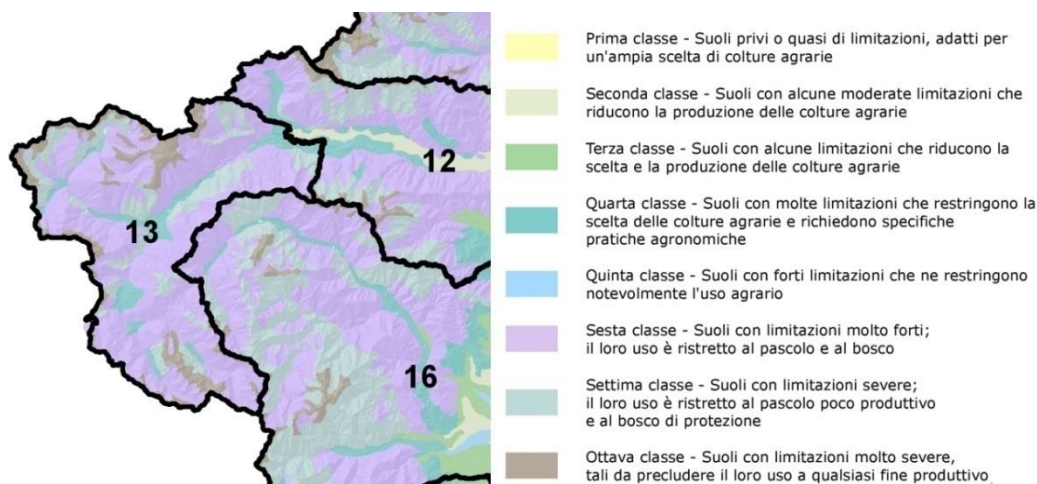 12
13
16
Prima classe - Suoli privi o quasi di limitazioni, adatti per
un'ampia scelta di colture agrarie
Seconda classe - Suoli con alcune moderate limitazioni che
riducono la produzione delle colture agrarie
Terza classe - Suoli con alcune limitazioni che riducono la
scelta e la produzione delle colture agrarie
Quarta classe - Suoli con molte limitazioni che restringono la
scelta delle colture agrarie e richiedono specifiche
pratiche agronomiche
Quinta classe - Suoli con forti limitazioni che ne restringono
notevolmente l'uso agrario
Sesta classe - Suoli con limitazioni molto forti;
il loro uso è ristretto al pascolo e al bosco
Settima classe - Suoli con limitazioni severe;
il loro uso è ristretto al pascolo poco produttivo
e al bosco di protezione
Ottava classe - Suoli con limitazioni molto severe,
tali da precludere il loro uso a qualsiasi fine produttivo.